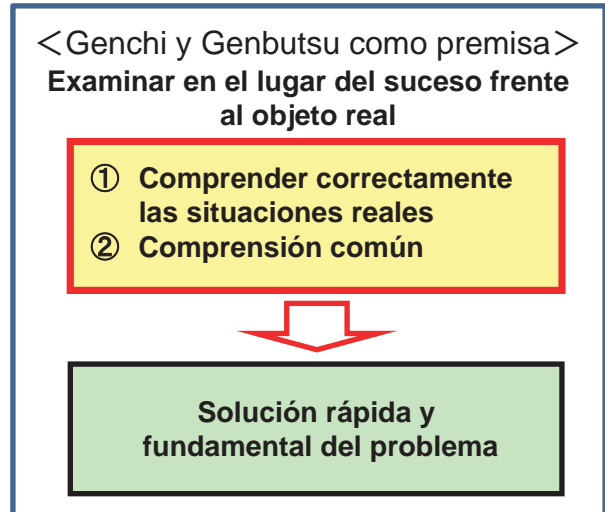 ＜Genchi y Genbutsu como premisa＞
Examinar en el lugar del suceso frente
al objeto real
① Comprender correctamente
las situaciones reales
② Comprensión común
Solución rápida y
fundamental del problema